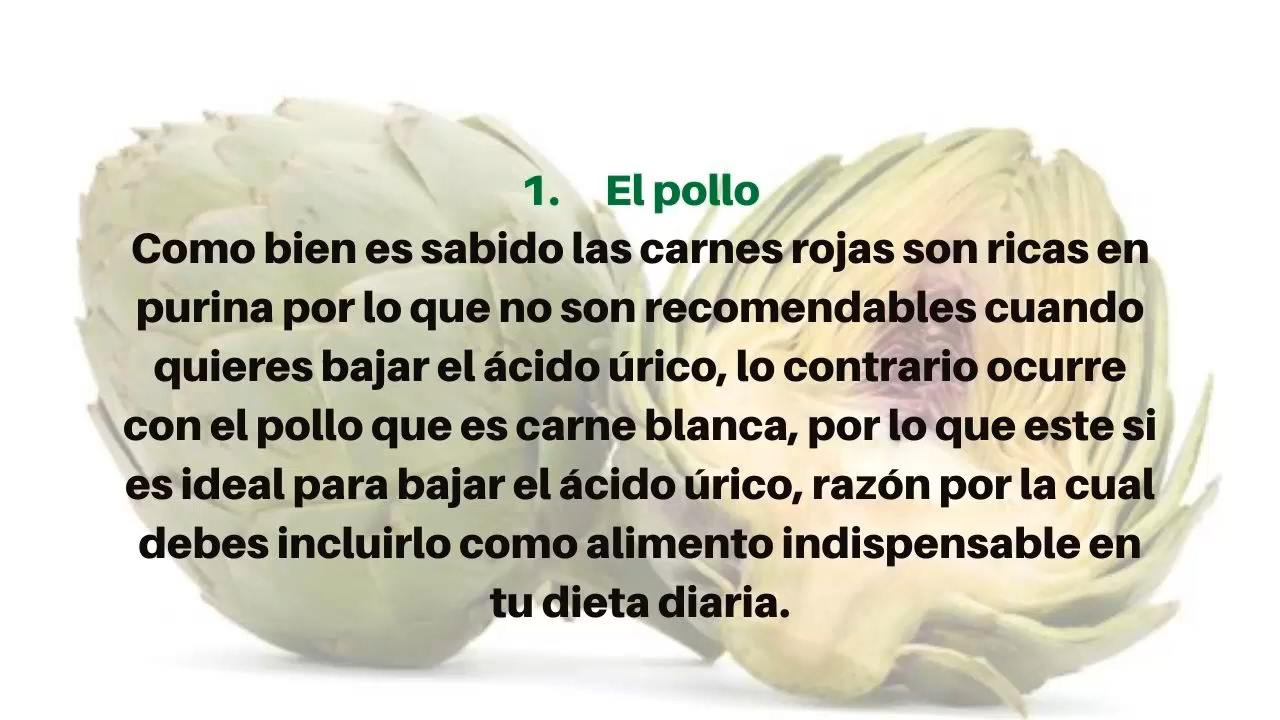 1. El pollo
Como bien es sabido las carnes rojas son ricas en
purina por lo que no son recomendables cuando
quieres bajar el ácido úrico, lo contrario ocurre
con el pollo que es carne blanca, por lo que este si
es ideal para bajar el ácido úrico, razón por la cual
debes incluirlo como alimento indispensable en
tu dieta diaria.